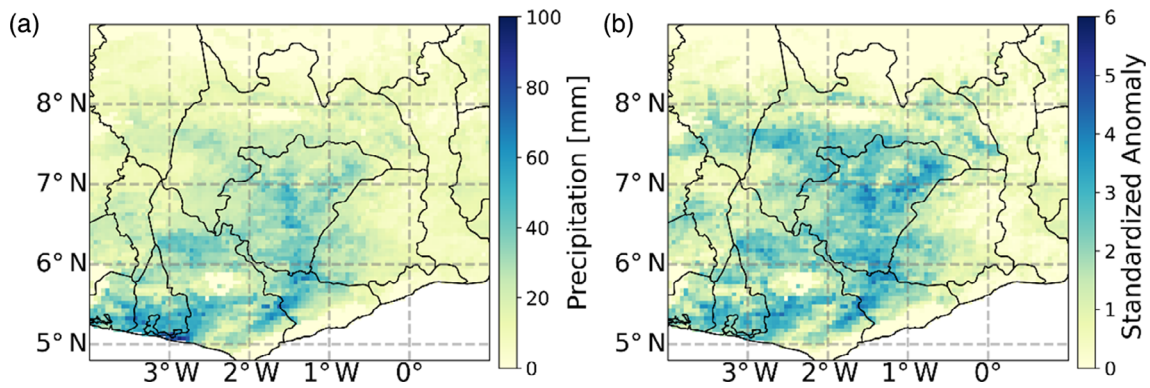 (a)
8° N
7° N
6° N
5° N
3°W
2°W
1°W
0°
100
80
60
40
20
0
Precipitation [mm]
(b)
8° N
7° N
6° N
5° N
3°W
2°W
1°W
0°
6
5
4
3
2
1
0
Standardized Anomaly